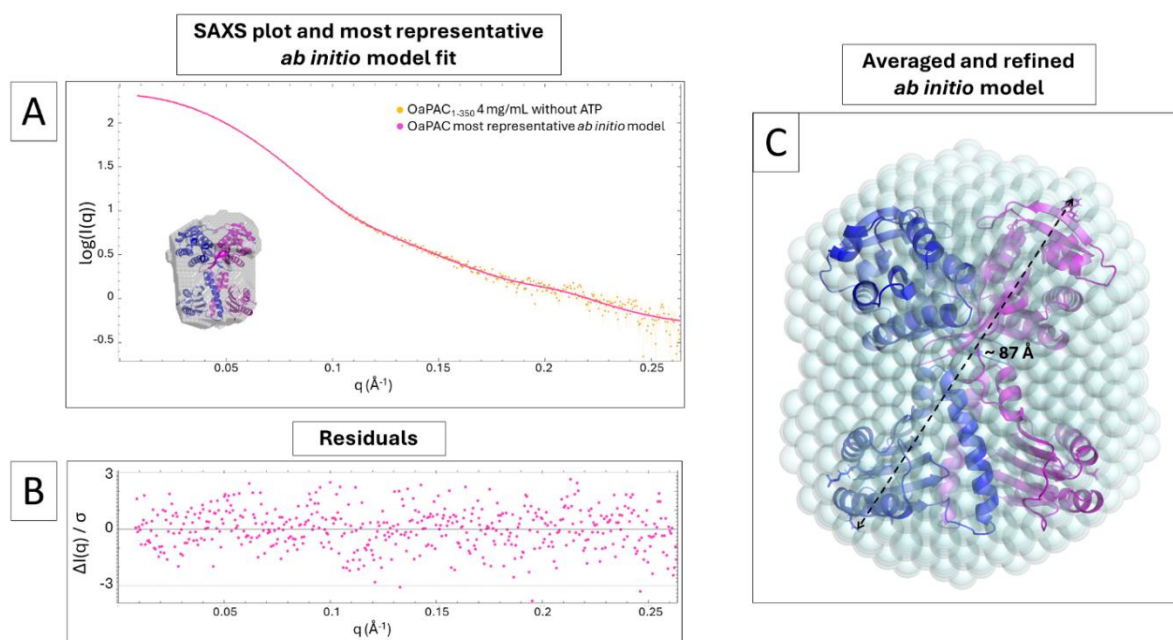 SAXS plot and most representative
ab initio model fit
A
OaPAC1-350 4 mg/mL without ATP
OaPAC most representative ab initio model
log(I(q))
2
1.5
1
0.5
0
-0.5
0 0.05 0.1 0.15 0.2 0.25
q (Å-1)
Residuals
B
ΔI(q) / σ
3
0
-3
0.05 0.1 0.15 0.2 0.25
q (Å-1)
Averaged and refined
ab initio model
C
~ 87 Å